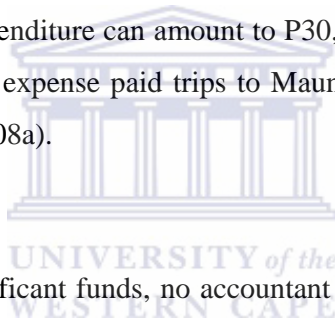 enditure can amount to P30,
expense paid trips to Maun
08a).
UNIVERSITY of the
ficant funds, no accountant
WESTERN CAPE